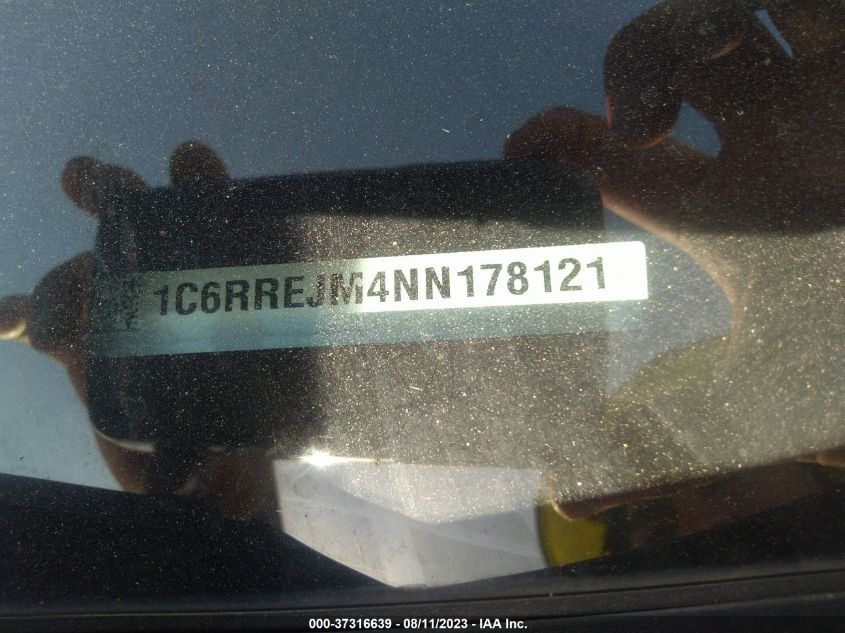 1C6RREJM4NN178121
000-37316639 - 08/11/2023 - IAA Inc.